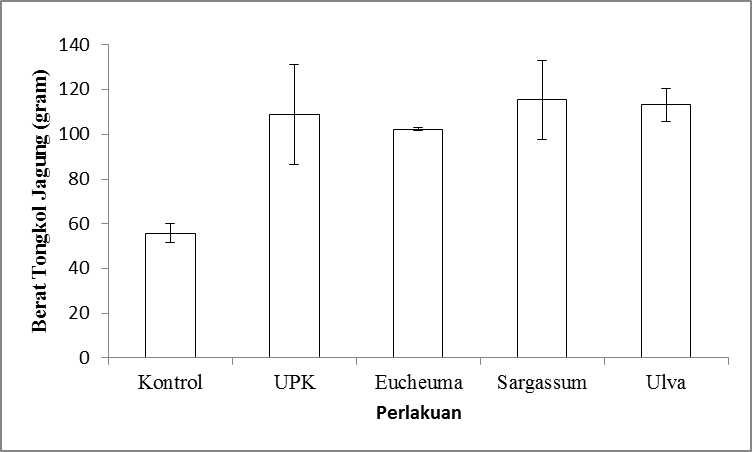 Berat Tongkol Jagung (gram)
140
120
100
80
60
40
20
0
Kontrol UPK Eucheuma Sargassum Ulva
Perlakuan